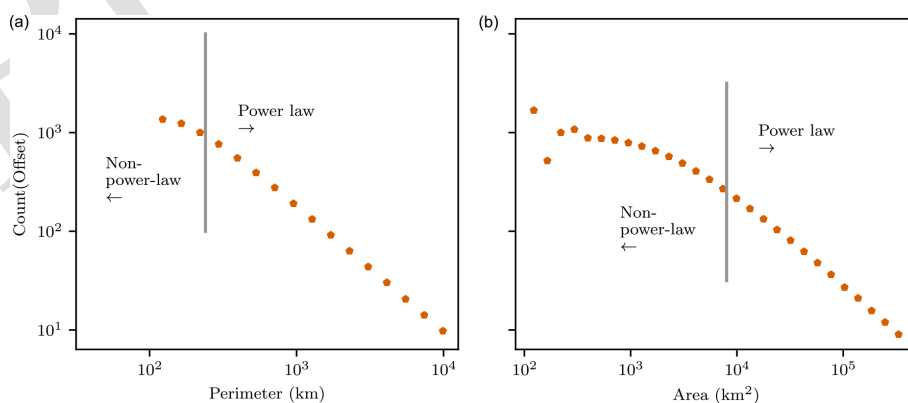 (a)
10⁴
10³
10²
10¹
Count(Offset)
Power law
→
Non-
power-law
←
10²
10³
10⁴
Perimeter (km)
(b)
Power law
→
Non-
power-law
←
10²
10³
10⁴
10⁵
Area (km²)